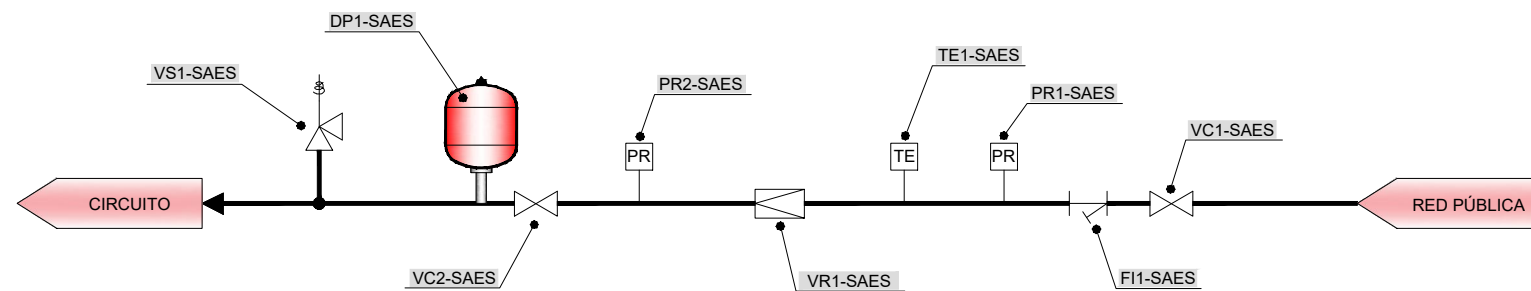 DP1-SAES
TE1-SAES
VS1-SAES
PR2-SAES
PR1-SAES
VC1-SAES
PR
TE
PR
CIRCUITO
RED PÚBLICA
VC2-SAES
VR1-SAES
FI1-SAES